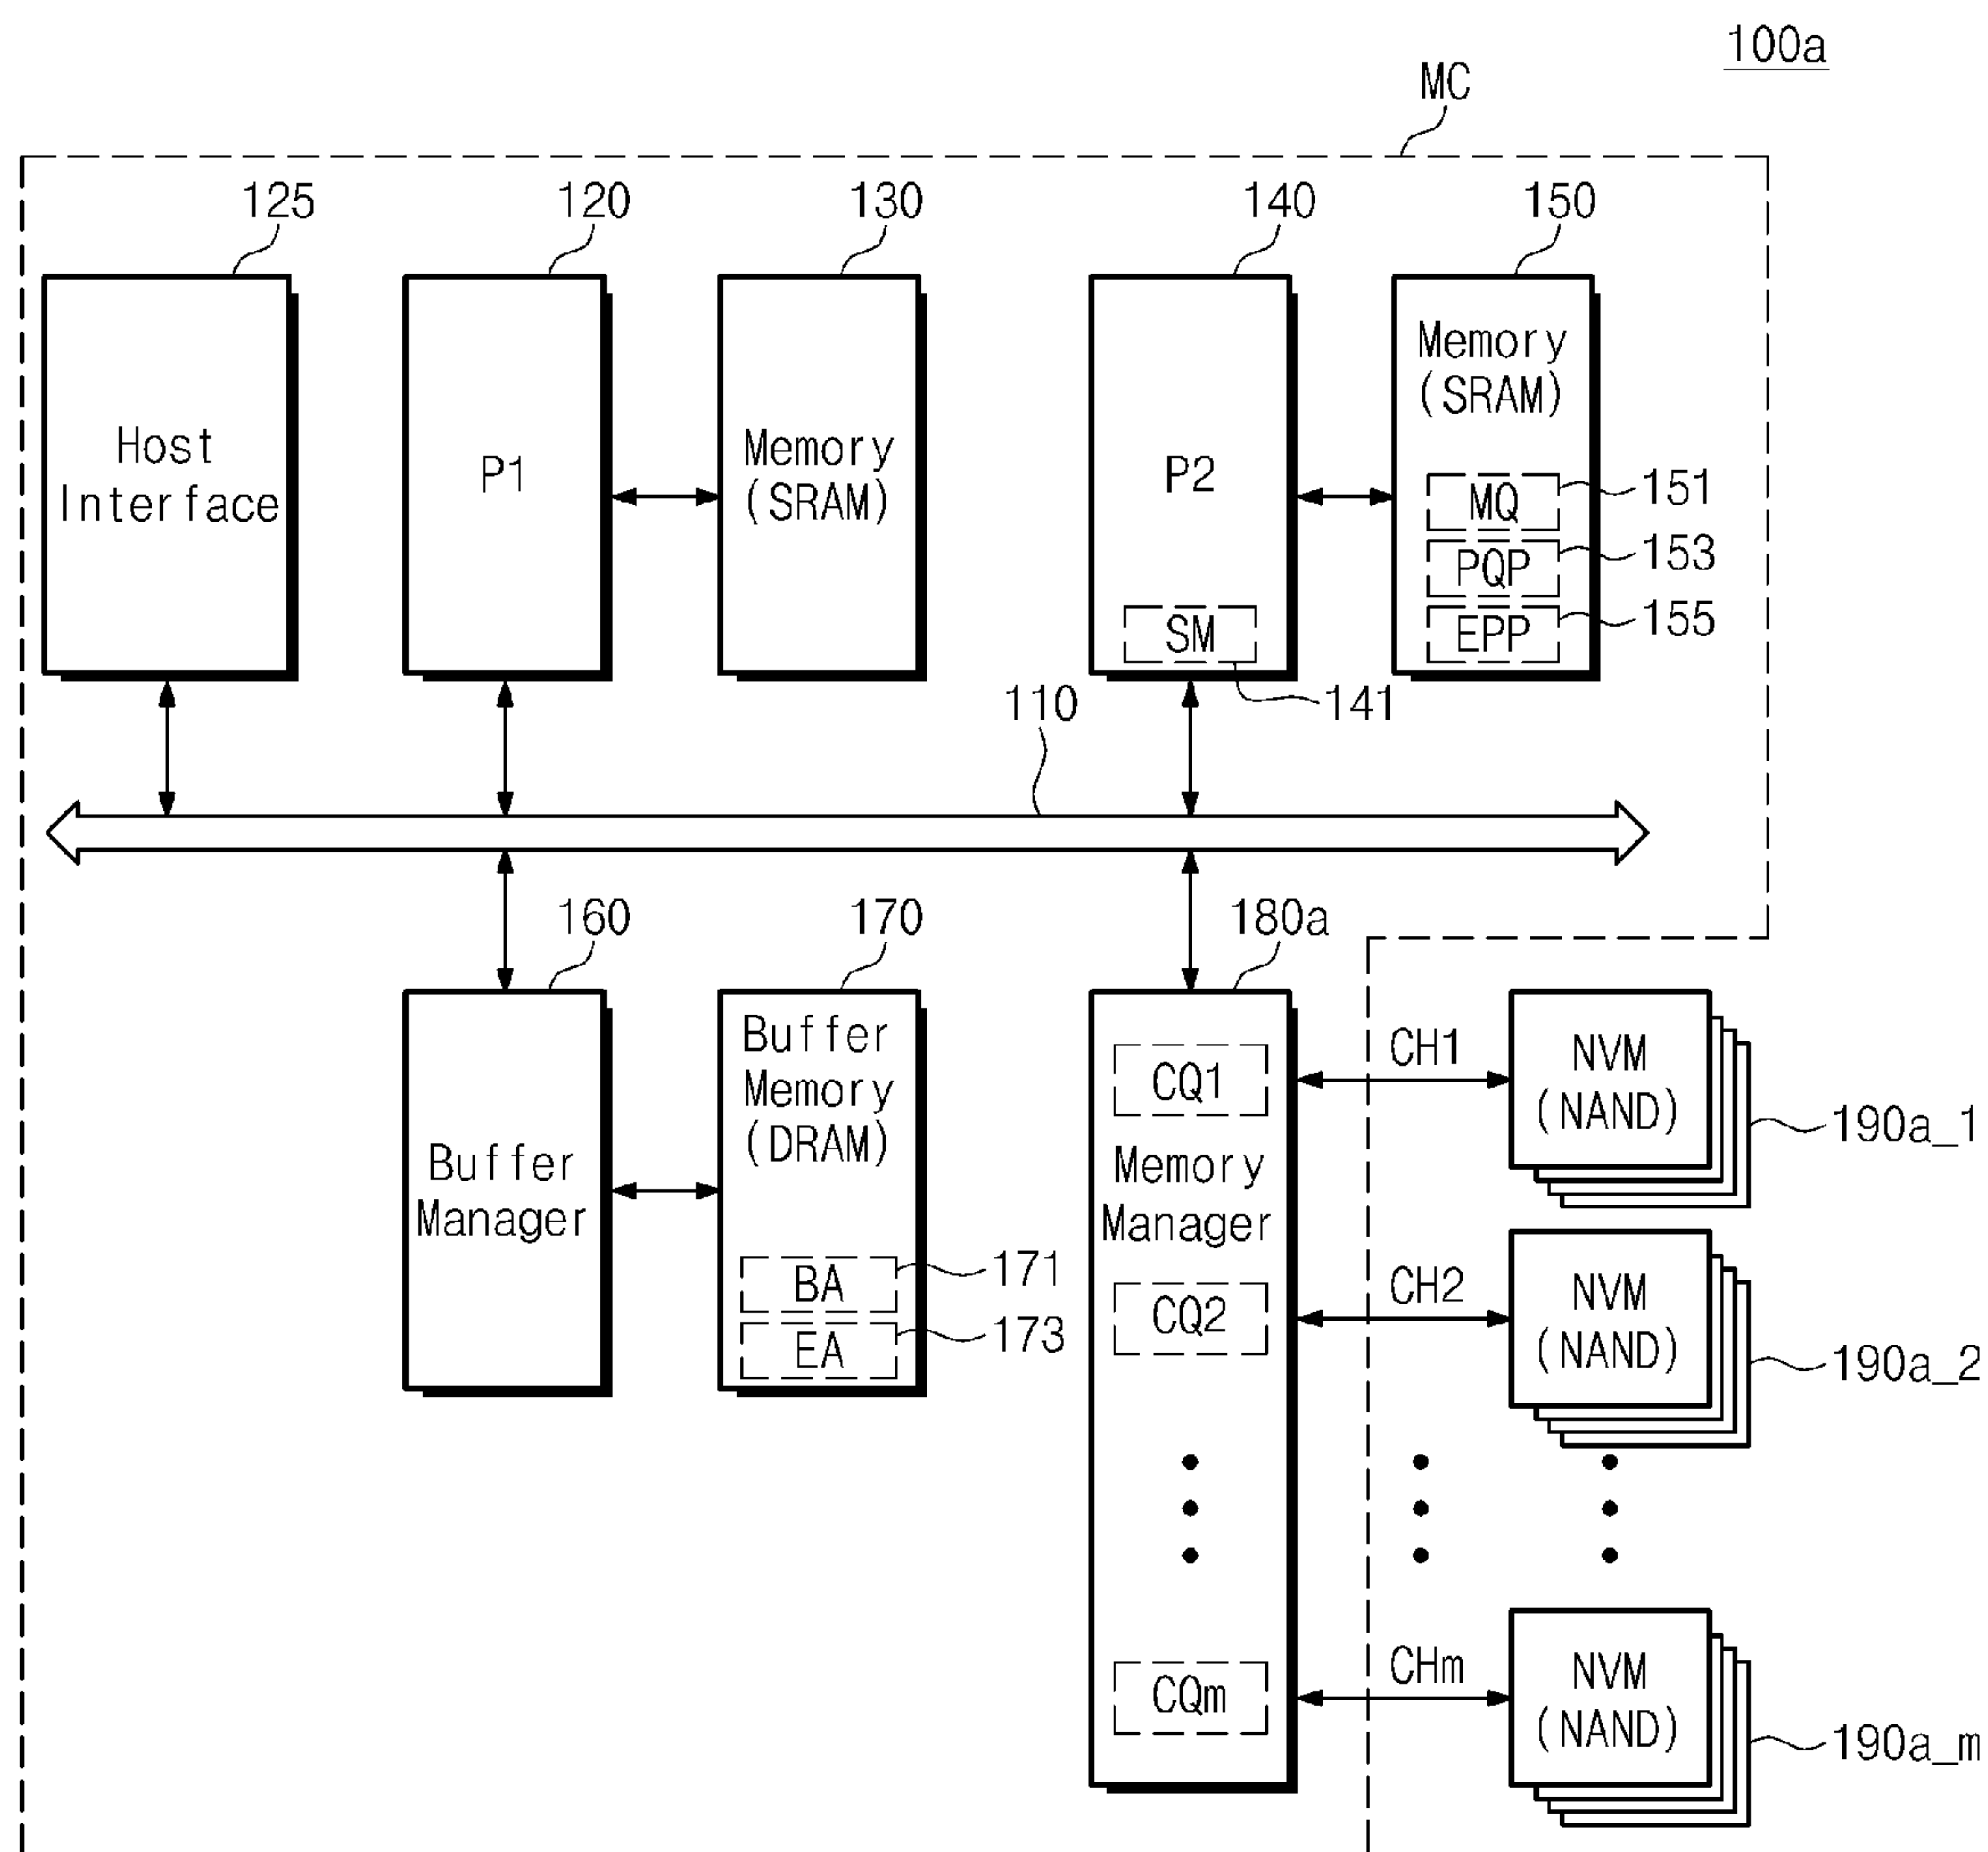 100a
MC
125
120
130
140
150
Host
Interface
P1
Memory
(SRAM)
P2
SM
141
Memory
(SRAM)
MQ
151
PQP
153
EPP
155
110
160
170
180a
Buffer
Manager
Buffer
Memory
(DRAM)
BA
171
EA
173
CQ1
Memory
Manager
CQ2
CQm
CH1
NVM
(NAND)
190a_1
CH2
NVM
(NAND)
190a_2
CHm
NVM
(NAND)
190a_m